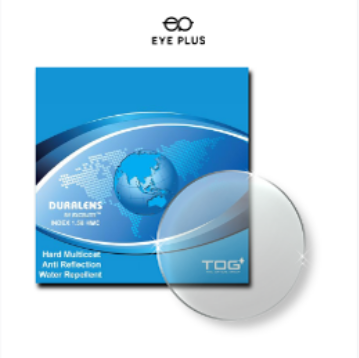 EYE PLUS
DURALENS
INDEX 1.56 HMC
Hard Multicoat
Anti Reflection
Water Repellent
TOG